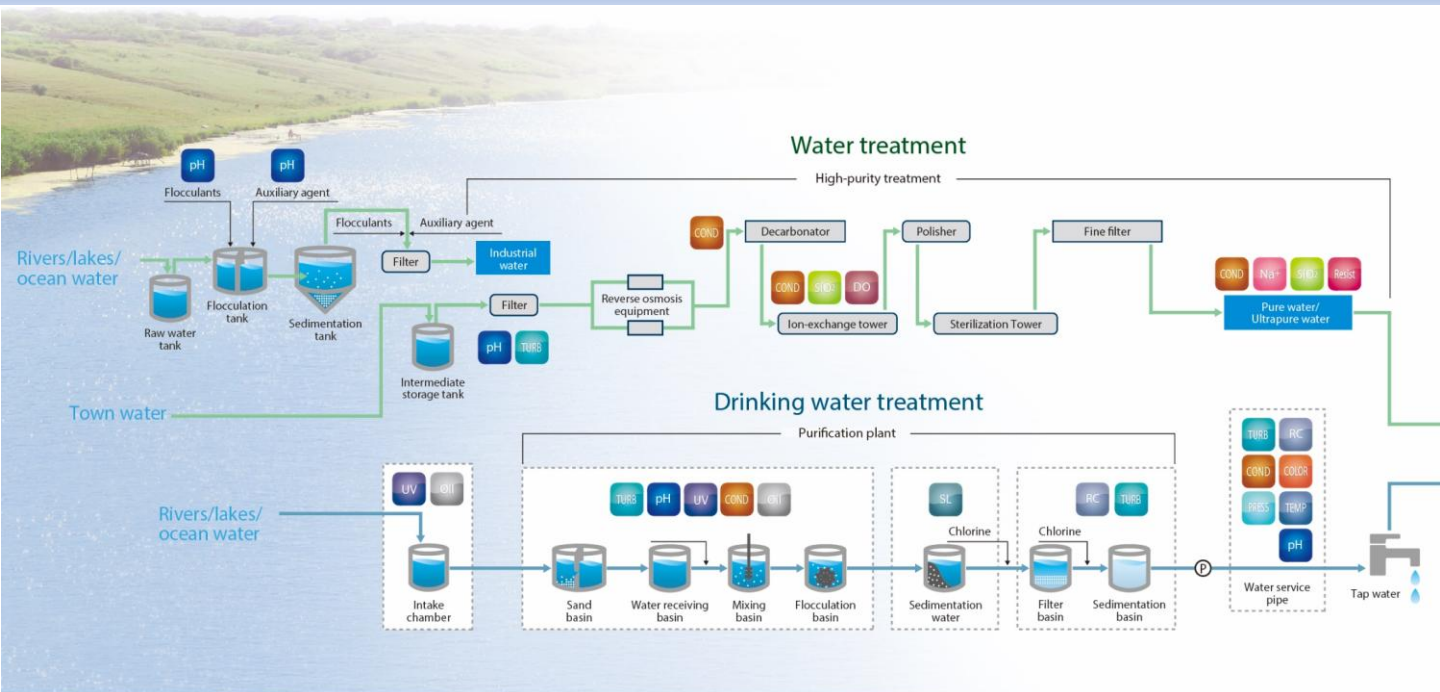 Water treatment
High-purity treatment
pH
pH
Flocculants
Auxiliary agent
Flocculants
Auxiliary agent
Rivers/lakes/
ocean water
Raw water
tank
Flocculation
tank
Sedimentation
tank
Filter
Industrial
water
COND
Decarbonator
Polisher
Fine filter
COND
SiO2
DO
COND
Na+
SiO2
Resist
Filter
Reverse osmosis
equipment
Ion-exchange tower
Sterilization Tower
Pure water/
Ultrapure water
pH
TURB
Intermediate
storage tank
Town water
Drinking water treatment
Purification plant
TURB
RC
COND
COLOR
PRESS
TEMP
pH
UV
Oil
TURB
pH
UV
COND
Oil
SL
RC
TURB
Rivers/lakes/
ocean water
Chlorine
Chlorine
P
Intake
chamber
Sand
basin
Water receiving
basin
Mixing
basin
Flocculation
basin
Sedimentation
water
Filter
basin
Sedimentation
basin
Water service
pipe
Tap water